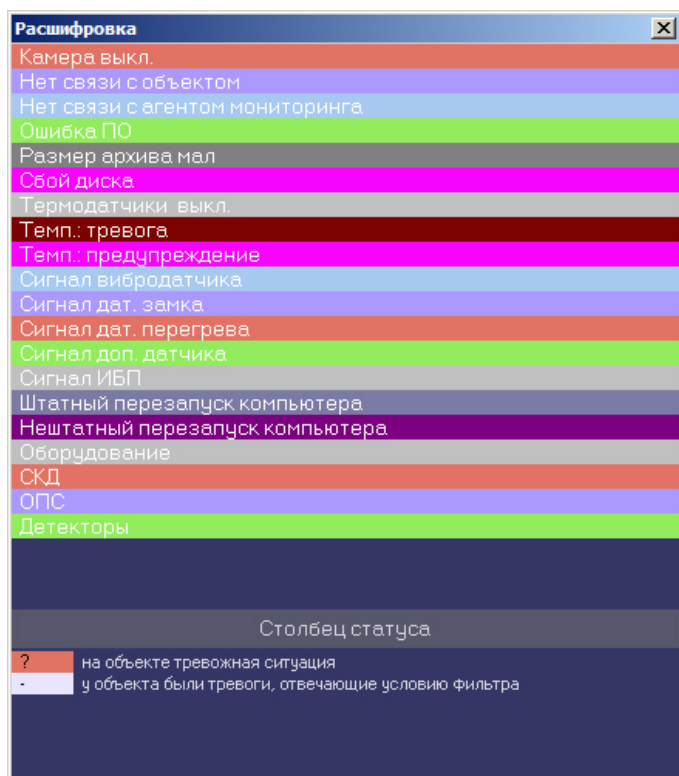 Расшифровка
Камера выкл.
Нет связи с объектом
Нет связи с агентом мониторинга
Ошибка ПО
Размер архива мал
Сбой диска
Термодатчики выкл.
Темп.: тревога
Темп.: предупреждение
Сигнал вибродатчика
Сигнал дат. замка
Сигнал дат. перегрева
Сигнал доп. датчика
Сигнал ИБП
Штатный перезапуск компьютера
Нештатный перезапуск компьютера
Оборудование
СКД
ОПС
Детекторы
Столбец статуса
? на объекте тревожная ситуация
- у объекта были тревоги, отвечающие условию фильтра